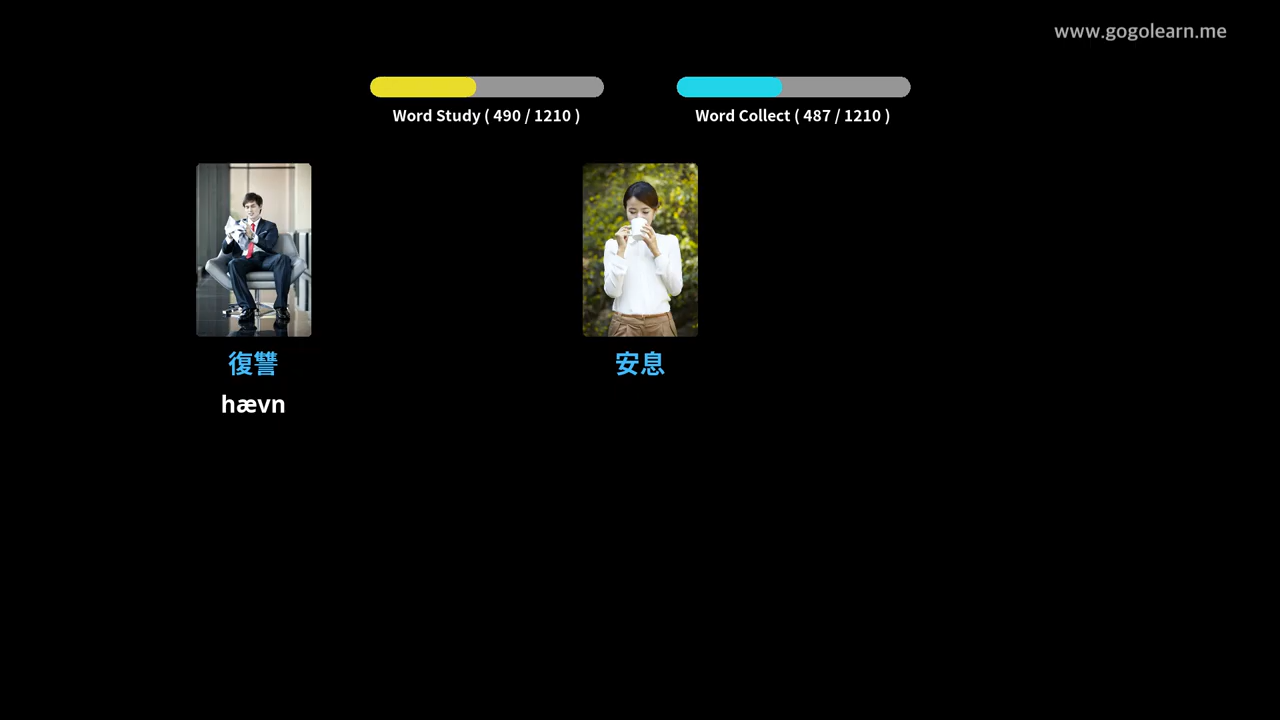 www.gogolearn.me
Word Study ( 490 / 1210 )
Word Collect ( 487 / 1210 )
復讐
安息
hævn